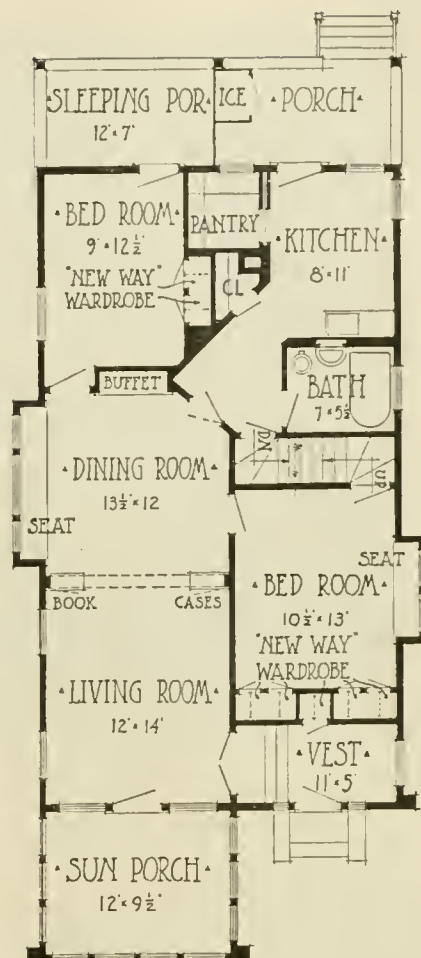 SLEEPING POR.
12' x 7'
ICE
PORCH
BED ROOM
9' x 12½'
PANTRY
KITCHEN
8' x 11'
"NEW WAY"
WARDROBE
CL
BUFFET
BATH
7 x 5½
DINING ROOM
13½ x 12
DN
UP
SEAT
SEAT
BOOK CASES
BED ROOM
10½ x 13'
"NEW WAY"
WARDROBE
LIVING ROOM
12' x 14'
VEST
11' x 5'
SUN PORCH
12' x 9½'